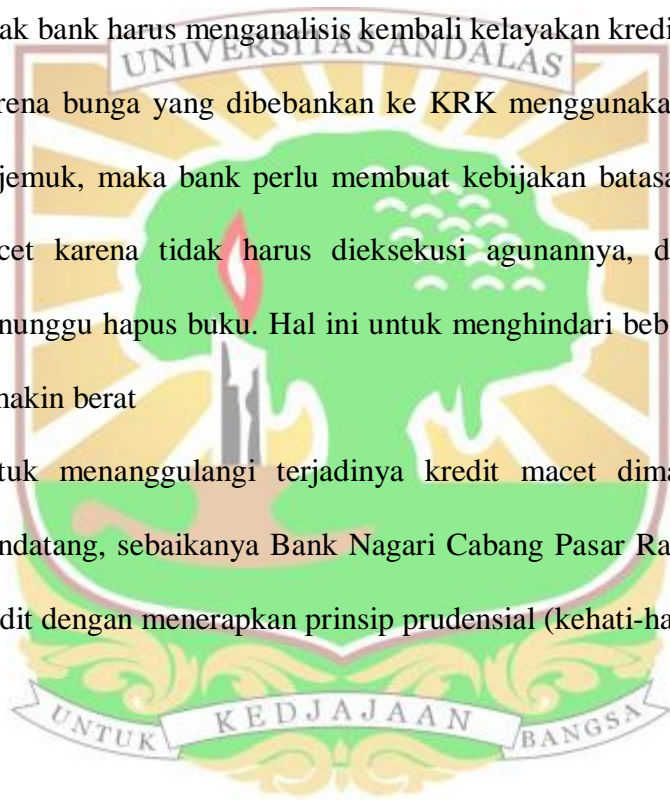 ak bank harus menganalisis kembali kelayakan kredi
UNIVERSITAS ANDALAS
rena bunga yang dibebankan ke KRK menggunaka
jemuk, maka bank perlu membuat kebijakan batasa
cet karena tidak harus dieksekusi agunannya, d
nunggu hapus buku. Hal ini untuk menghindari beb
makin berat
tuk menanggulangi terjadinya kredit macet dima
ndatang, sebaikanya Bank Nagari Cabang Pasar Ra
dit dengan menerapkan prinsip prudensial (kehati-ha
UNTUK KEDJAJAAN BANGSA